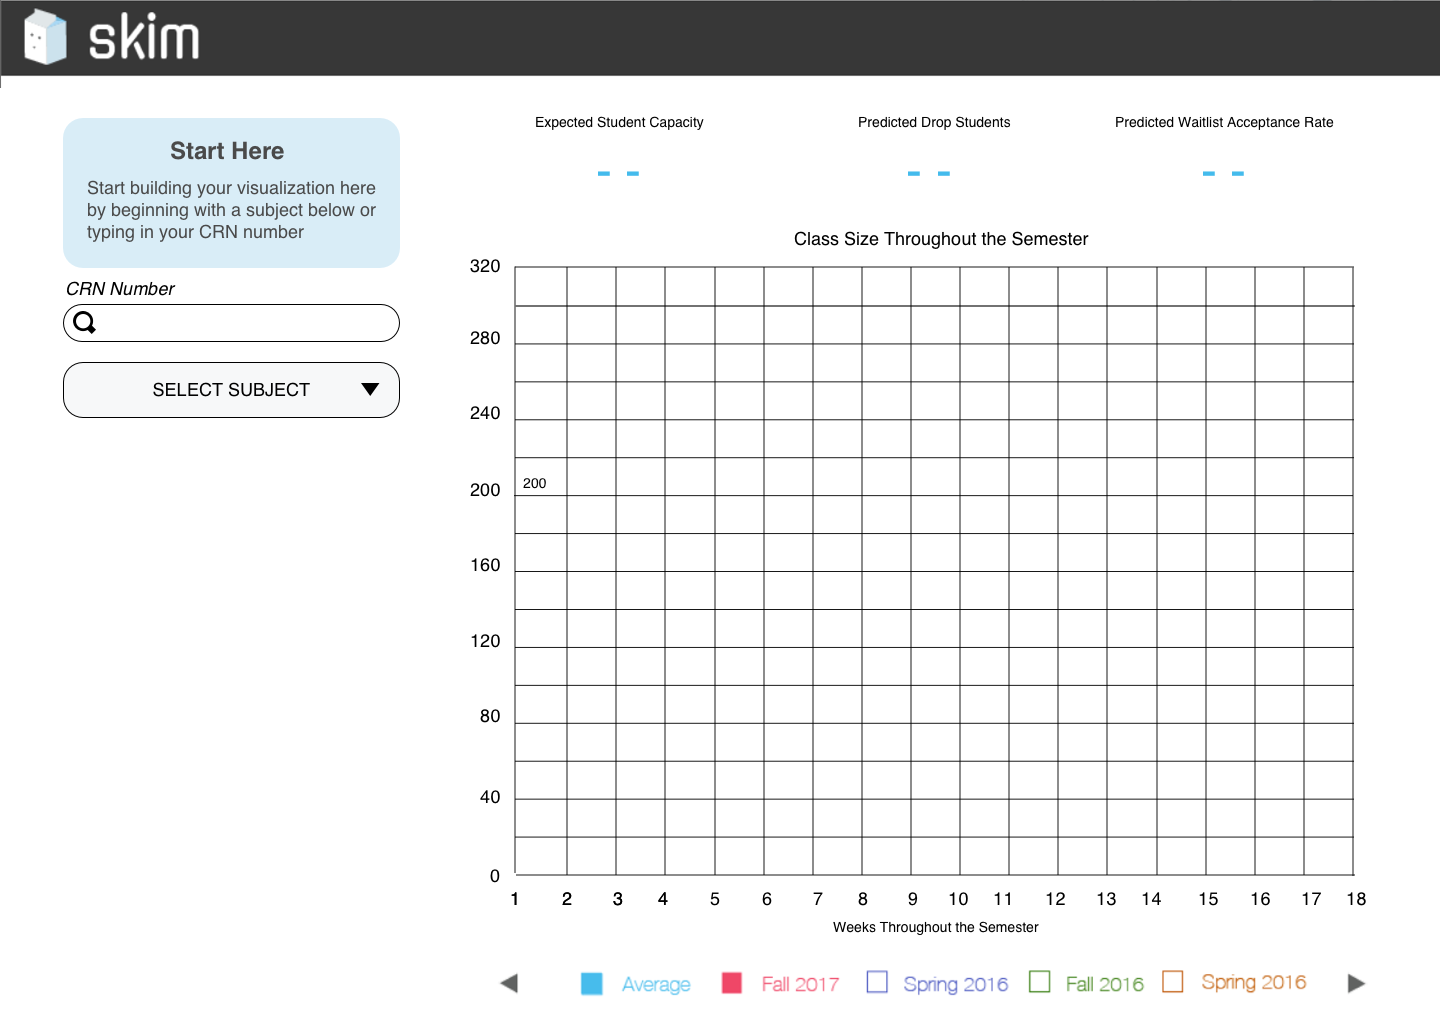 skim
Start Here
Start building your visualization here
by beginning with a subject below or
typing in your CRN number
CRN Number
SELECT SUBJECT
Expected Student Capacity
Predicted Drop Students
Predicted Waitlist Acceptance Rate
- -
- -
- -
Class Size Throughout the Semester
320
280
240
200
200
160
120
80
40
0
1 2 3 4 5 6 7 8 9 10 11 12 13 14 15 16 17 18
Weeks Throughout the Semester
Average Fall 2017 Spring 2016 Fall 2016 Spring 2016